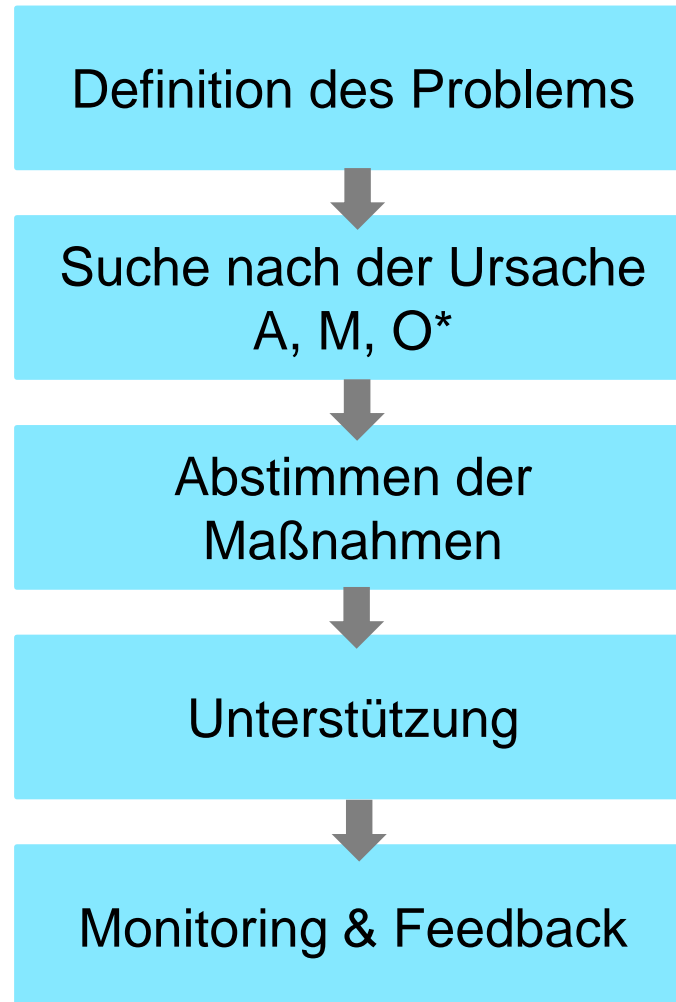 Definition des Problems
Suche nach der Ursache
A, M, O*
Abstimmen der
Maßnahmen
Unterstützung
Monitoring & Feedback